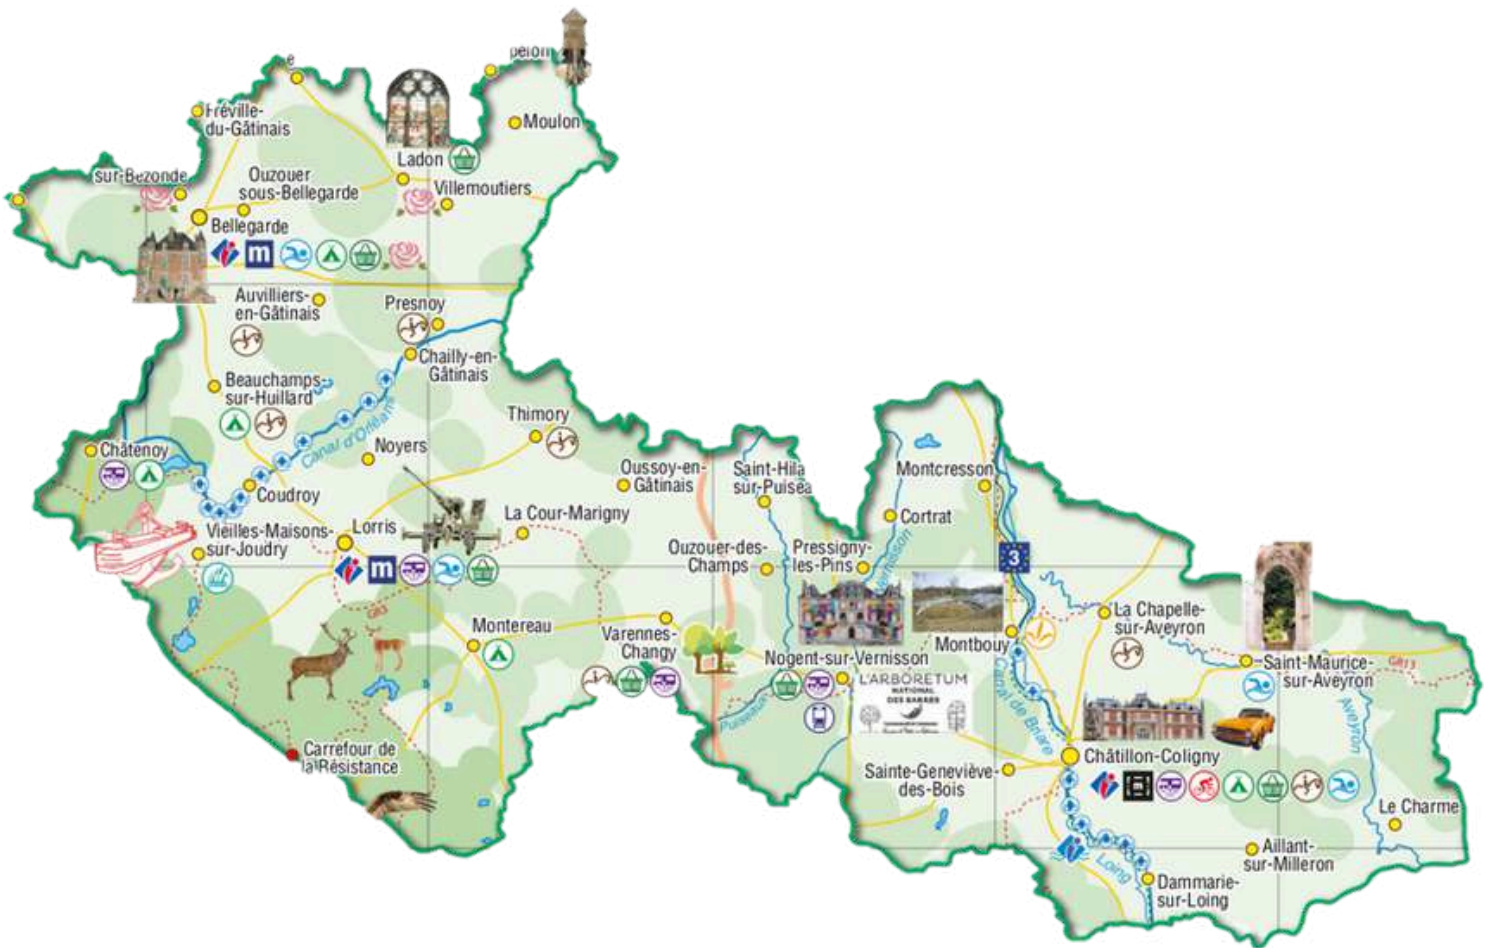 Fréville-
du-Gâtinais
Moulon
Ladon
sur-Bezonde
Ouzouer
sous-Bellegarde
Villemoutiers
Bellegarde
m
Auvilliers-
en-Gâtinais
Presnoy
Chailly-en-
Gâtinais
Beauchamps-
sur-Huillard
Canal d'Orléans
Thimory
Châtenoy
Noyers
Oussoy-en-
Gâtinais
Saint-Hila
sur-Puisea
Montcresson
Coudroy
La Cour-Marigny
Cortrat
Vieilles-Maisons-
sur-Joudry
Lorris
m
Ouzouer-des-
Champs
Pressigny-
les-Pins
3
GR3
La Chapelle-
sur-Aveyron
Montereau
Varennes-
Changy
Montbouy
Nogent-sur-Vernisson
Saint-Maurice-
sur-Aveyron
GR13
L'ARBORETUM
NATIONAL
DES BARRES
Puiseaux
Canal de Briare
Aveyron
Carrefour de
la Résistance
Châtillon-Coligny
Sainte-Geneviève-
des-Bois
Le Charme
Loing
Aillant-
sur-Milleron
Dammarie-
sur-Loing